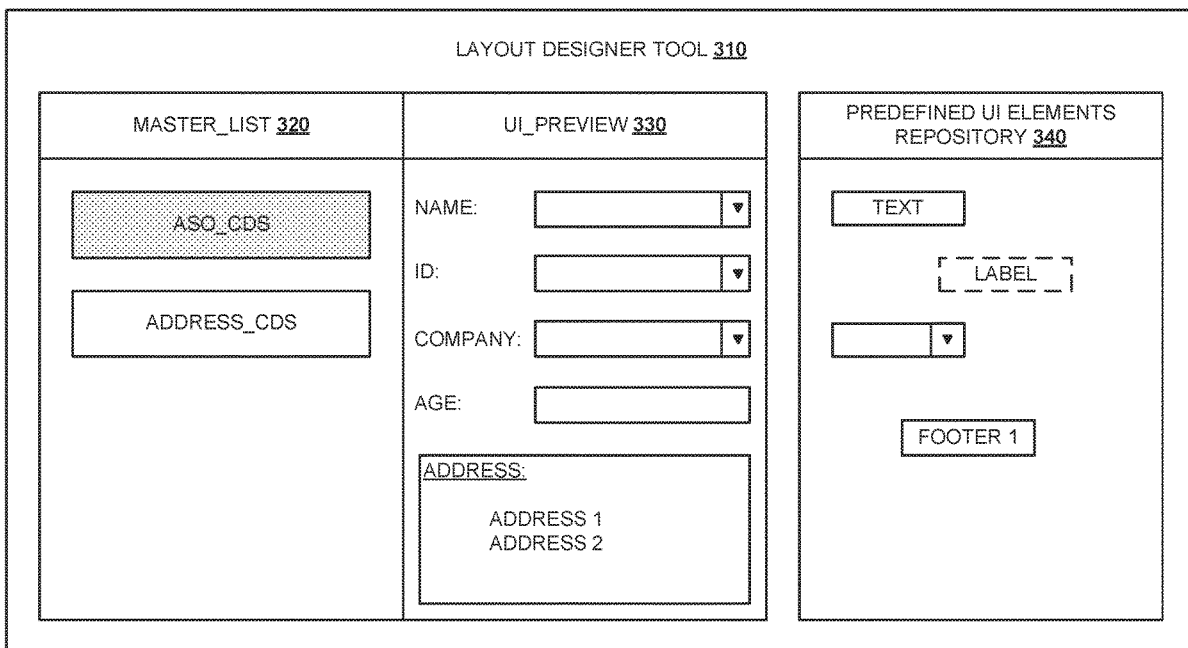 LAYOUT DESIGNER TOOL 310
MASTER_LIST 320
UI_PREVIEW 330
PREDEFINED UI ELEMENTS
REPOSITORY 340
ASO_CDS
ADDRESS_CDS
NAME:
ID:
COMPANY:
AGE:
ADDRESS:
ADDRESS 1
ADDRESS 2
TEXT
LABEL
FOOTER 1